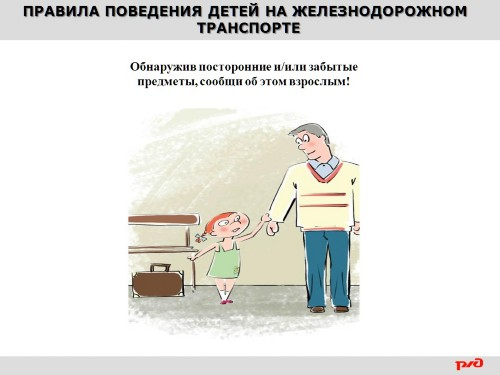 ПРАВИЛА ПОВЕДЕНИЯ ДЕТЕЙ НА ЖЕЛЕЗНОДОРОЖНОМ
ТРАНСПОРТЕ
Обнаружив посторонние и/или забытые
предметы, сообщи об этом взрослым!
ржд